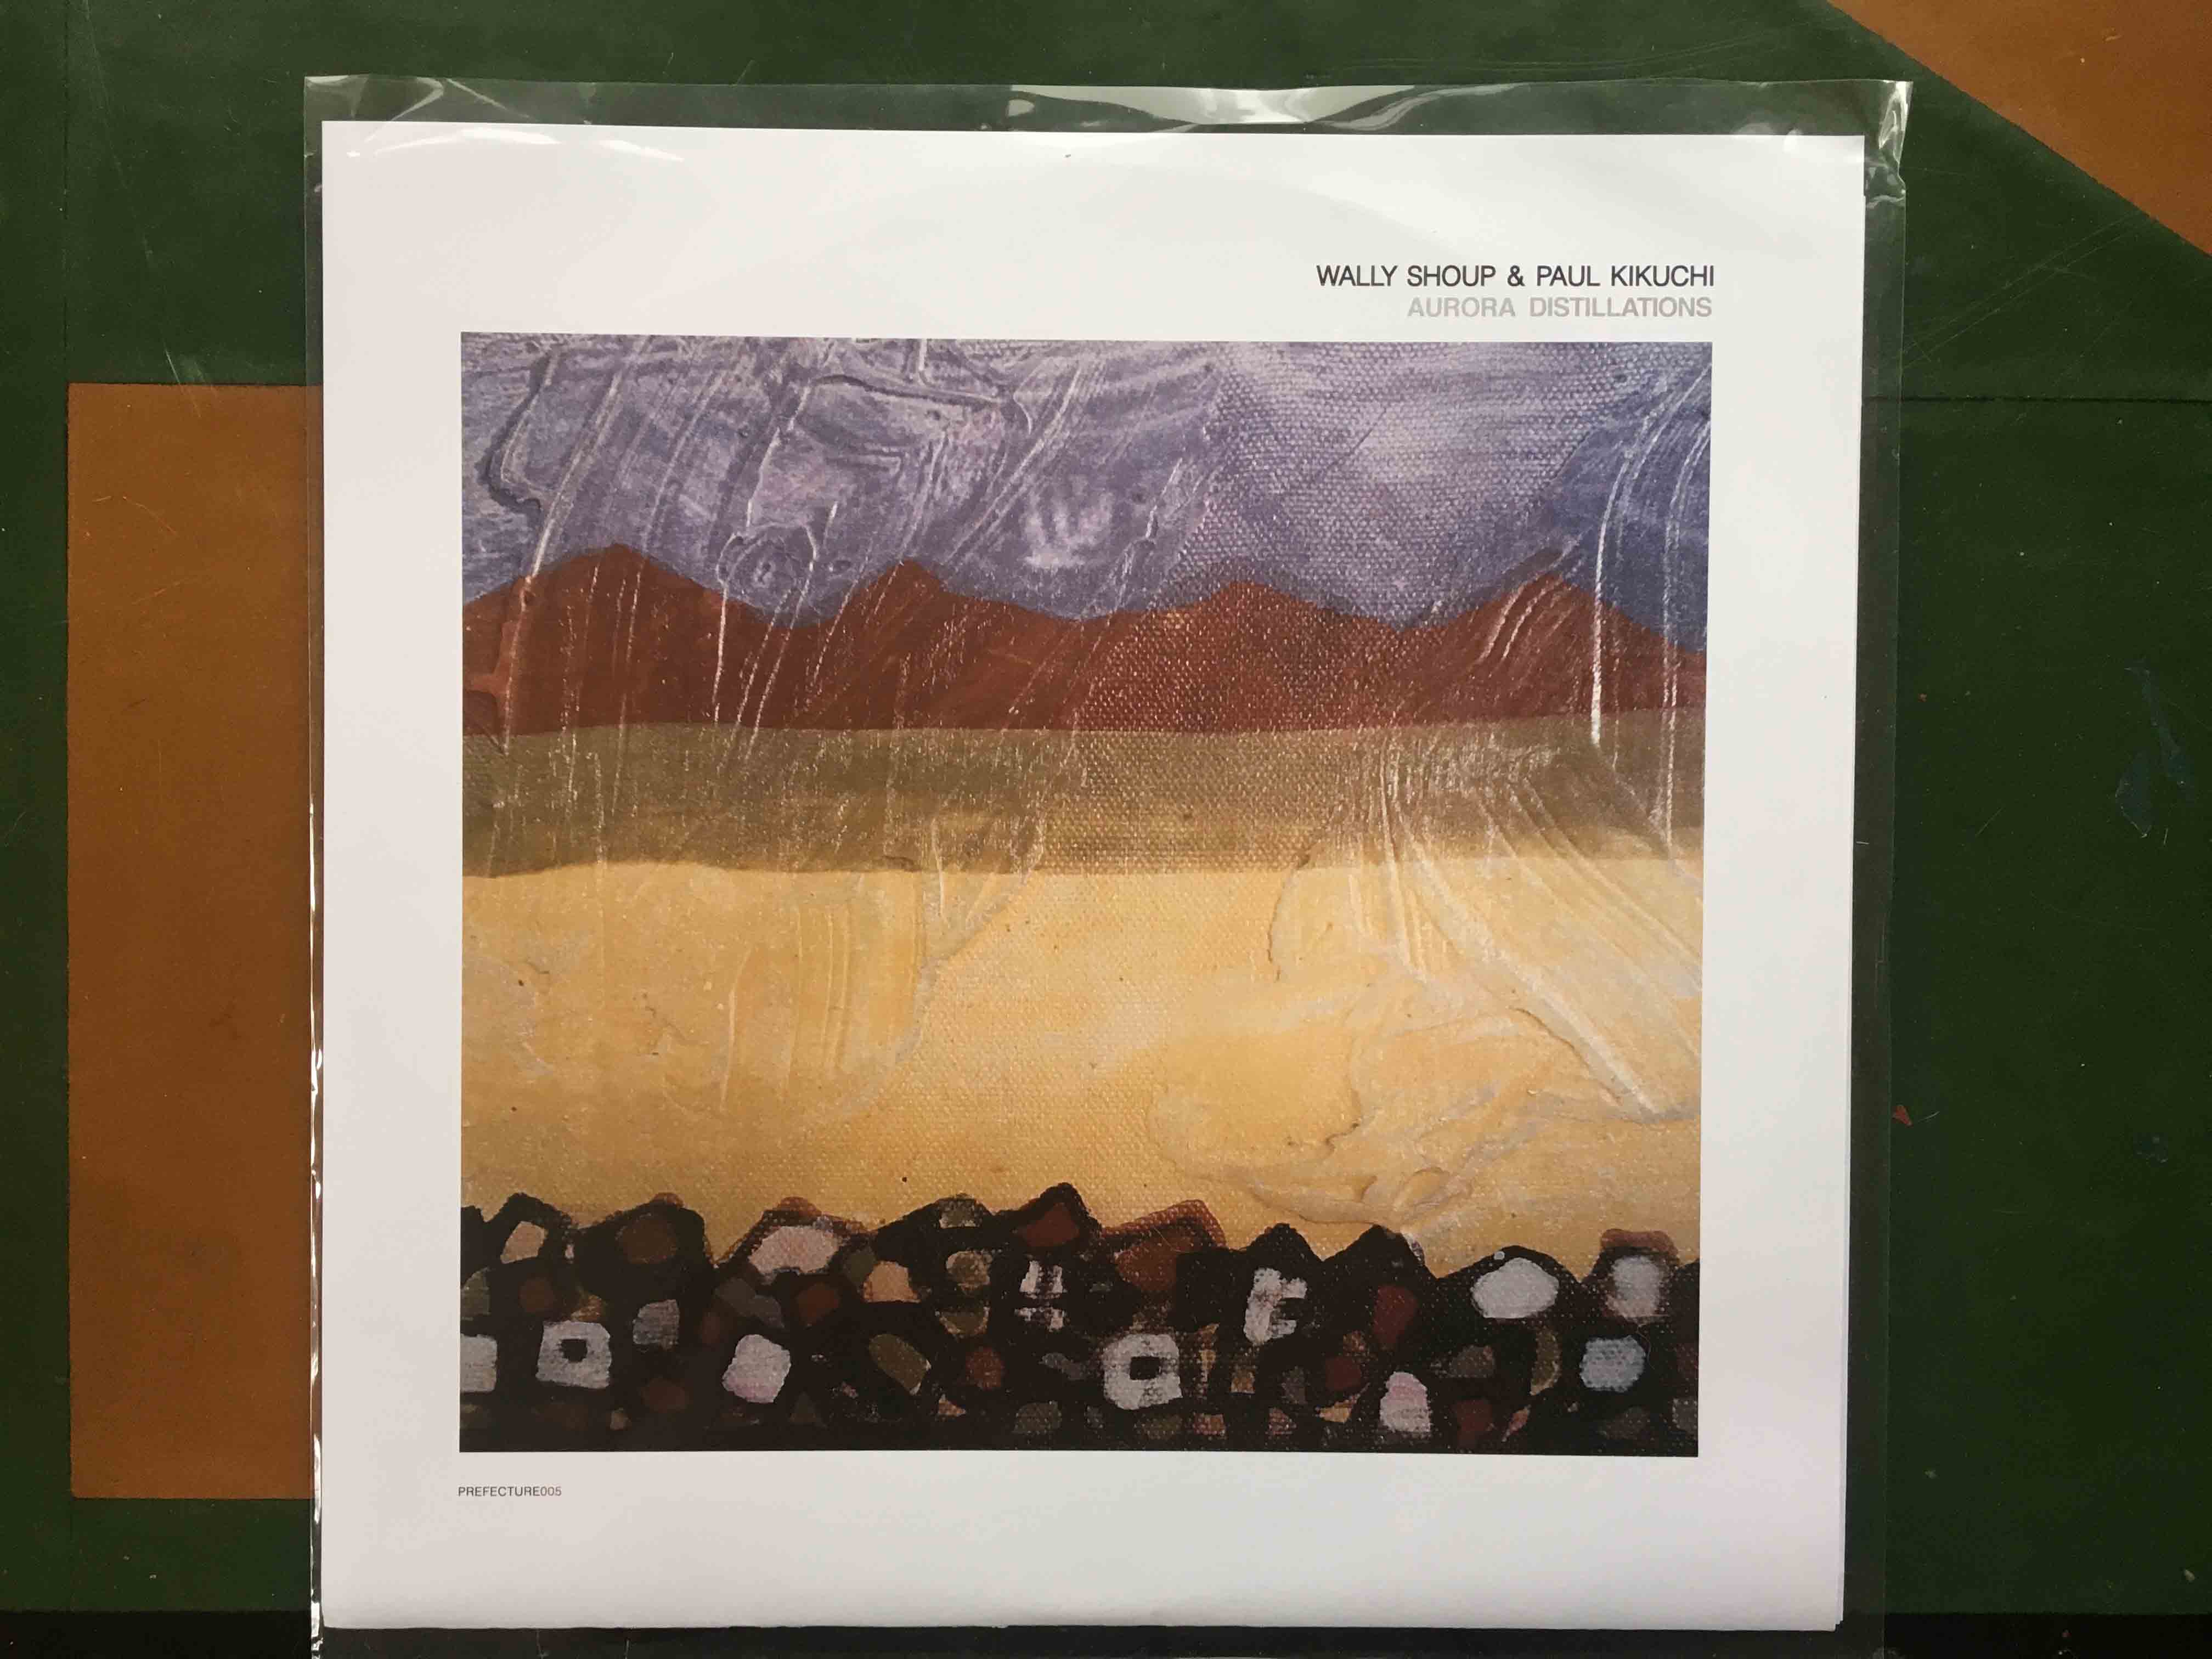 WALLY SHOUP & PAUL KIKUCHI
AURORA DISTILLATIONS
PREFECTURE005